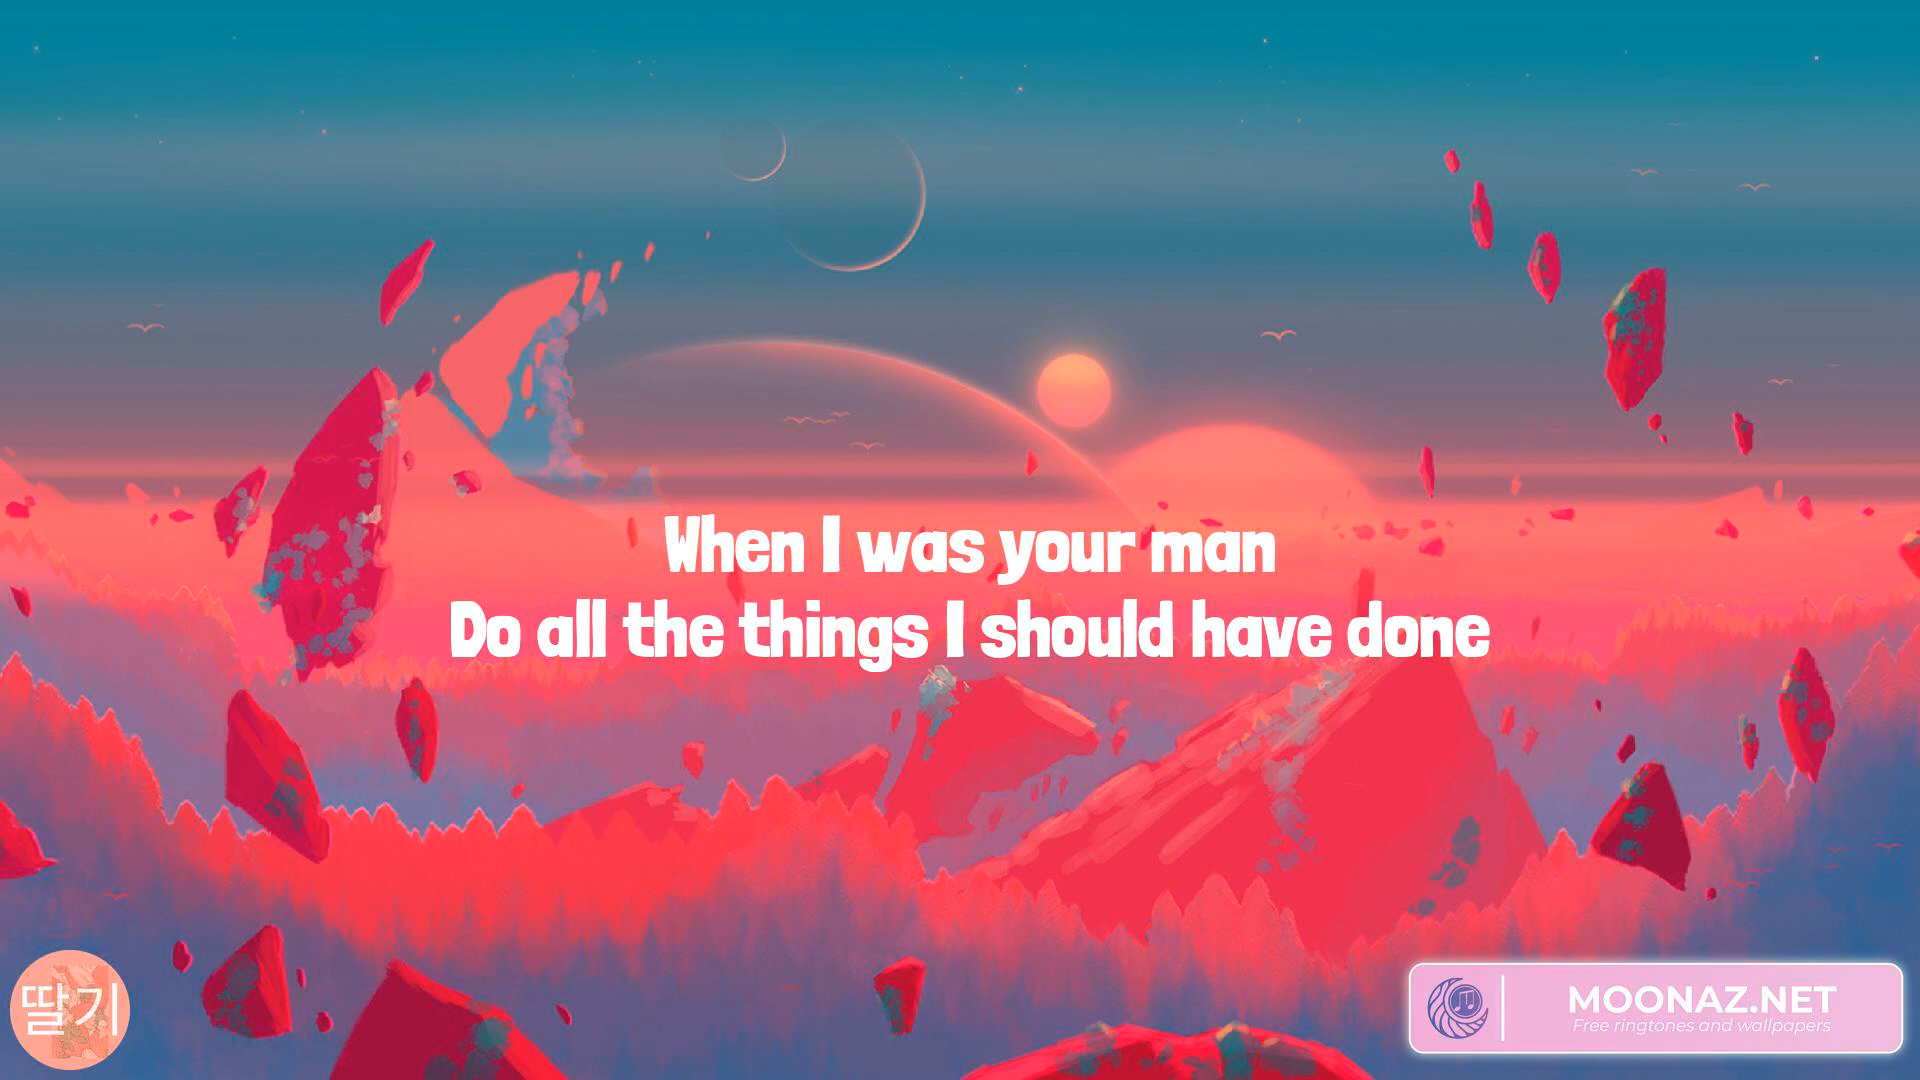 When I was your man
Do all the things I should have done
딸기
MOONAZ.NET
Free ringtones and wallpapers